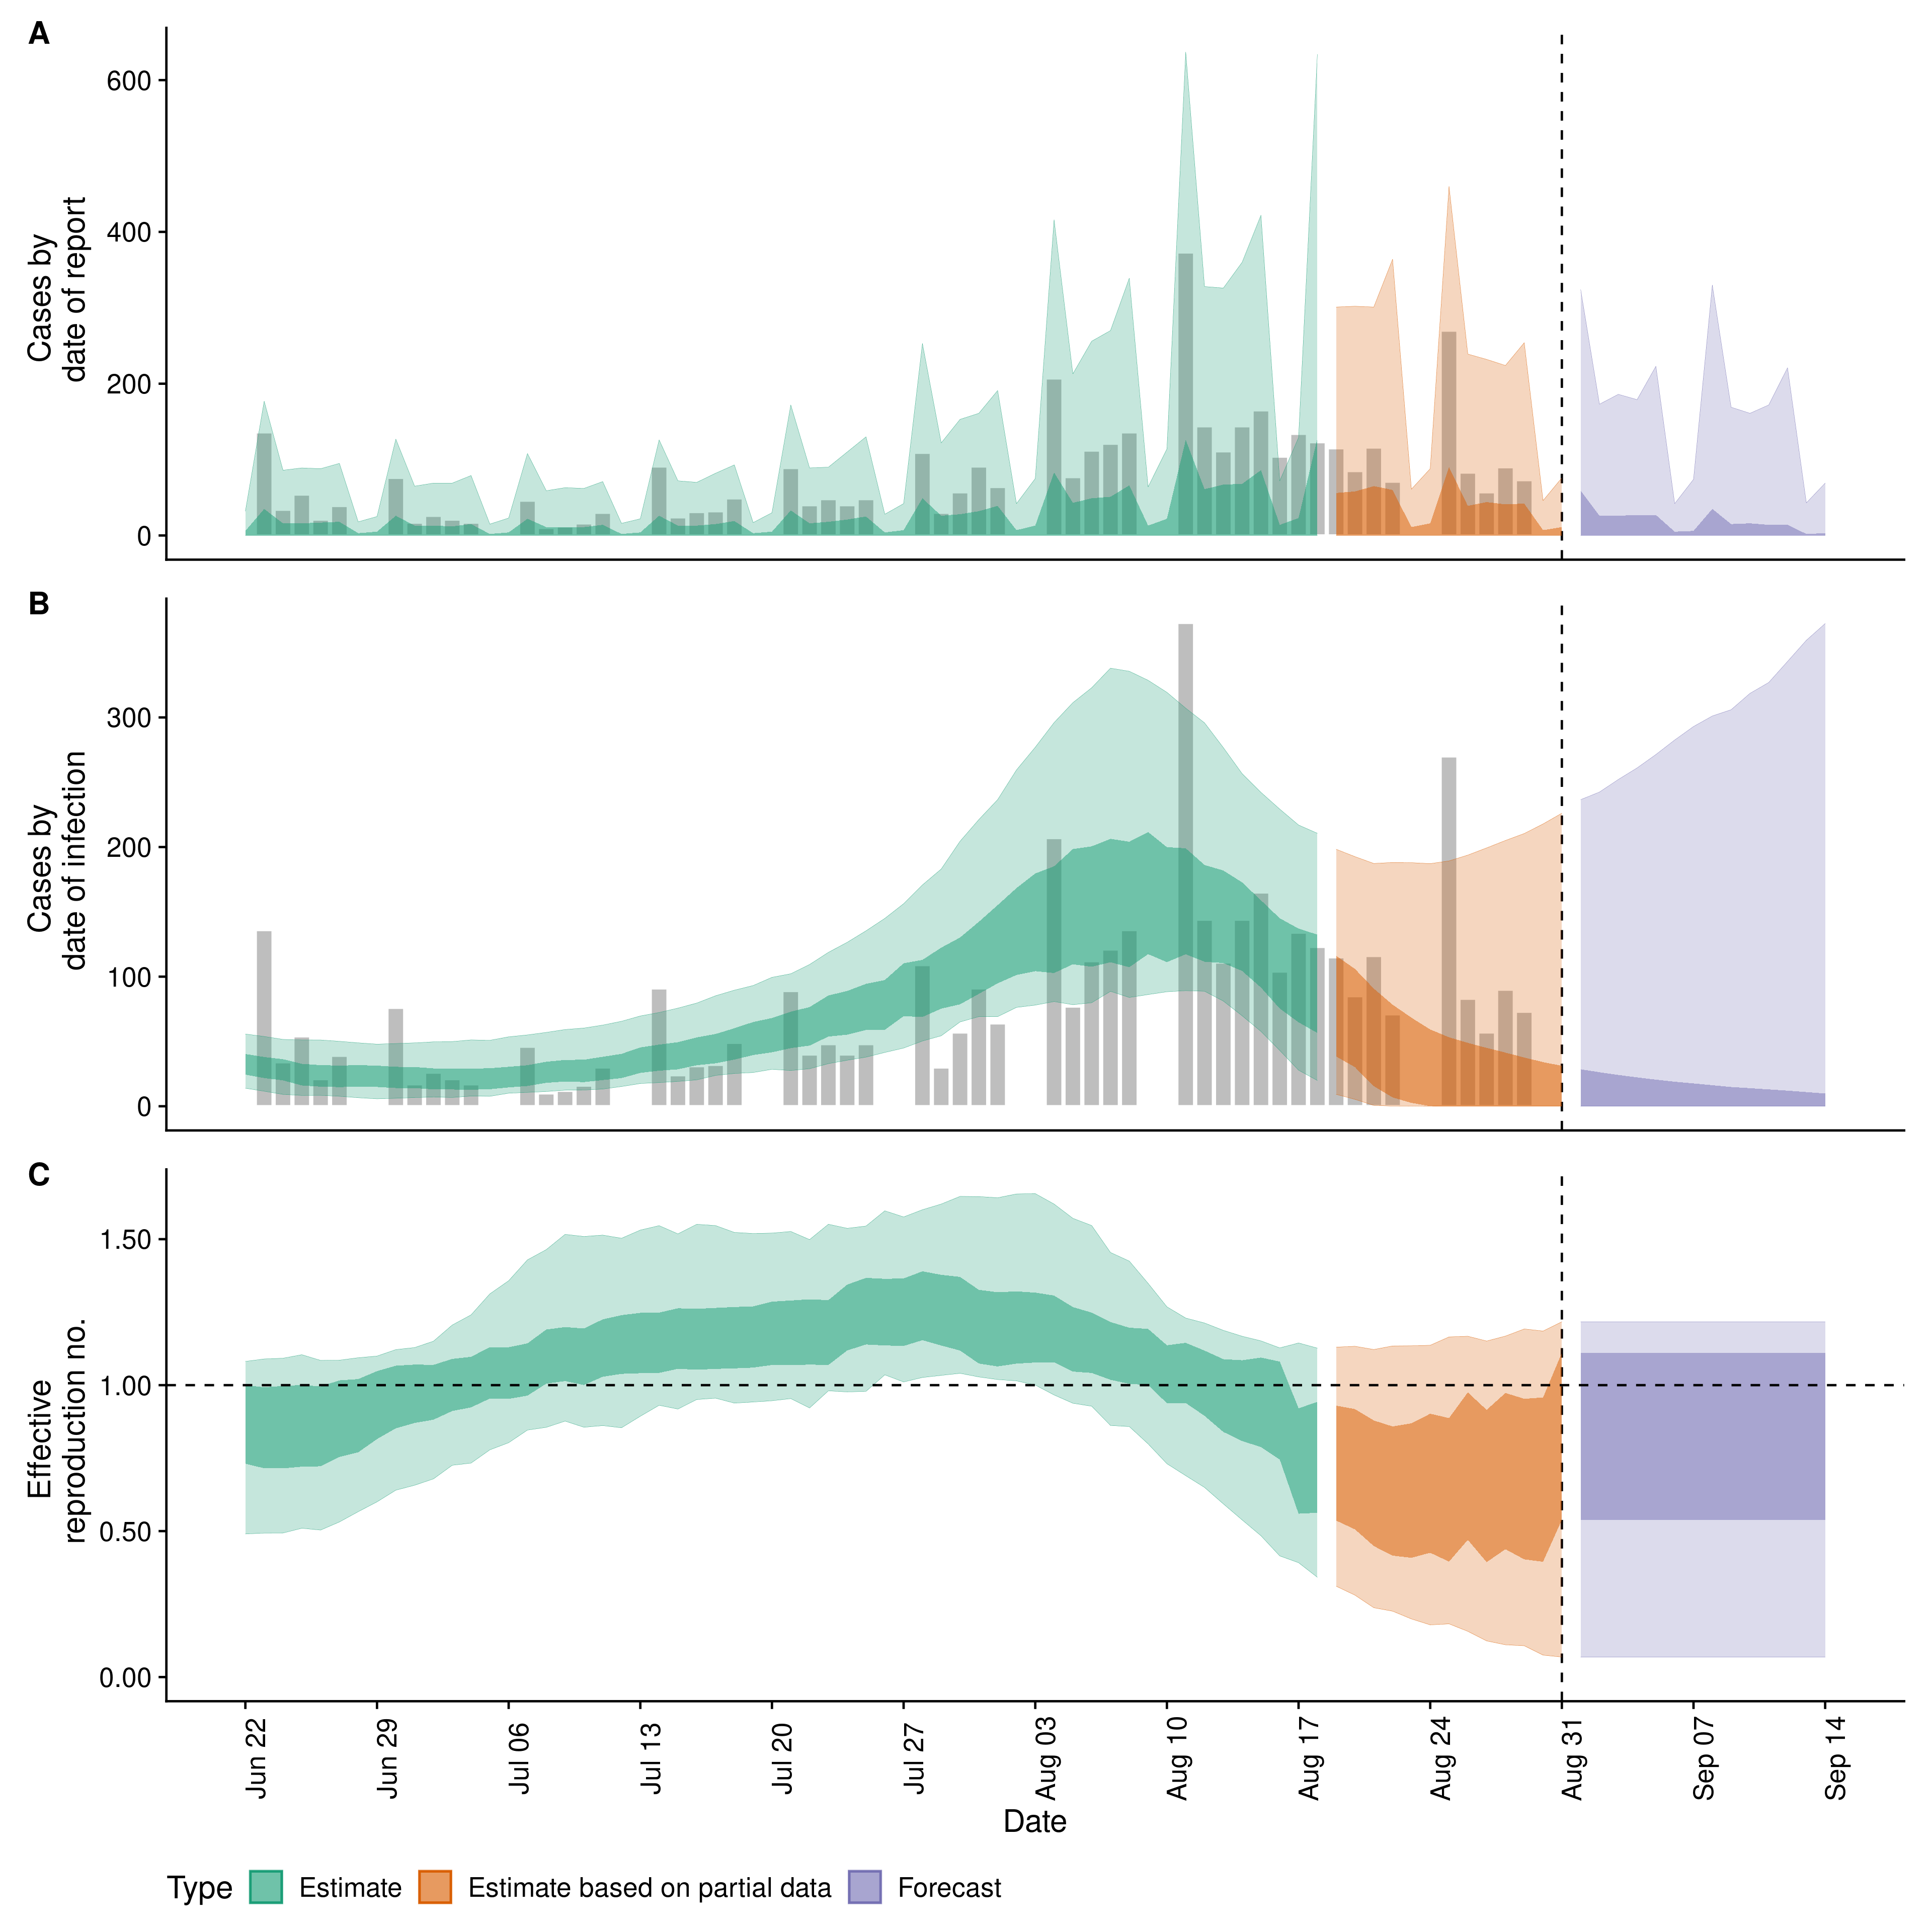 A
600
400
200
0
Cases by
date of report
B
300
200
100
0
Cases by
date of infection
C
1.50
1.00
0.50
0.00
Effective
reproduction no.
Jun 22
Jun 29
Jul 06
Jul 13
Jul 20
Jul 27
Aug 03
Aug 10
Aug 17
Aug 24
Aug 31
Sep 07
Sep 14
Date
Type Estimate Estimate based on partial data Forecast